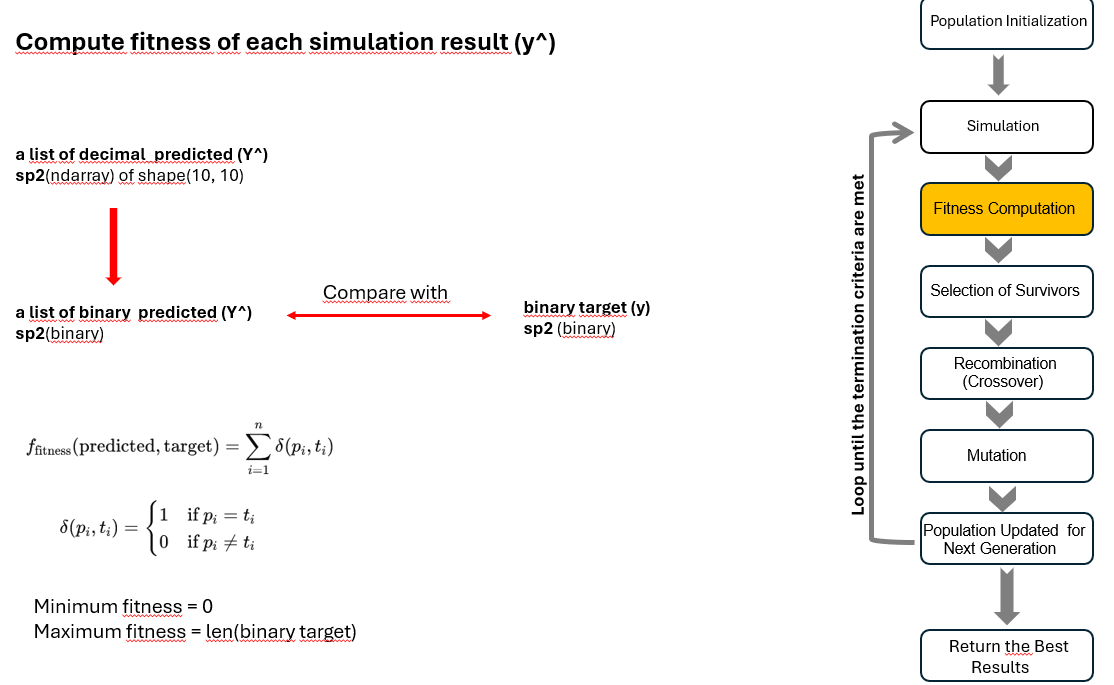 Compute fitness of each simulation result (y^)
a list of decimal  predicted (Y^)
sp2(ndarray) of shape(10, 10)
a list of binary  predicted (Y^)
sp2(binary)
Compare with
binary target (y)
sp2 (binary)
f_fitness(predicted, target) = ∑_{i=1}^{n} δ(p_i, t_i)
δ(p_i, t_i) = { 1 if p_i = t_i
0 if p_i ≠ t_i
Minimum fitness = 0
Maximum fitness = len(binary target)
Loop until the termination criteria are met
Population Initialization
Simulation
Fitness Computation
Selection of Survivors
Recombination
(Crossover)
Mutation
Population Updated  for
Next Generation
Return the Best
Results